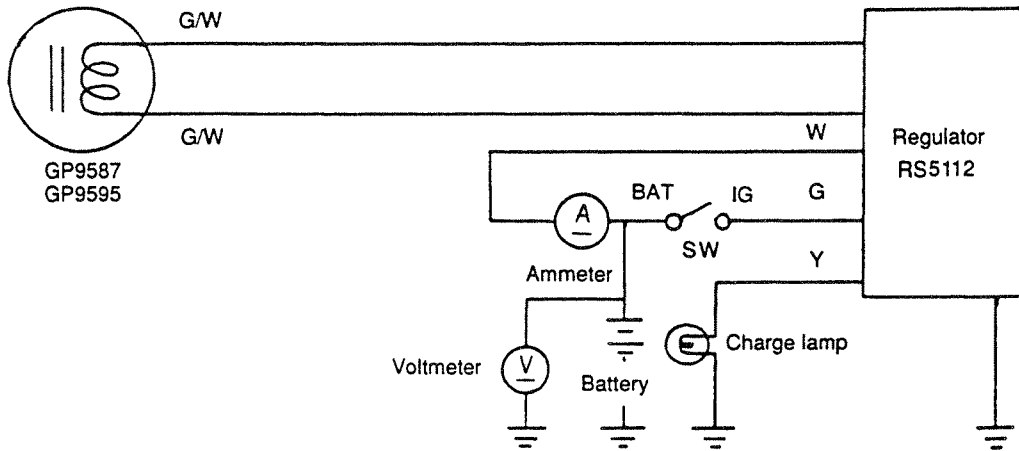 G/W
G/W
GP9587
GP9595
W
Regulator
RS5112
BAT
IG
G
A
SW
Ammeter
Y
Charge lamp
Voltmeter
V
Battery